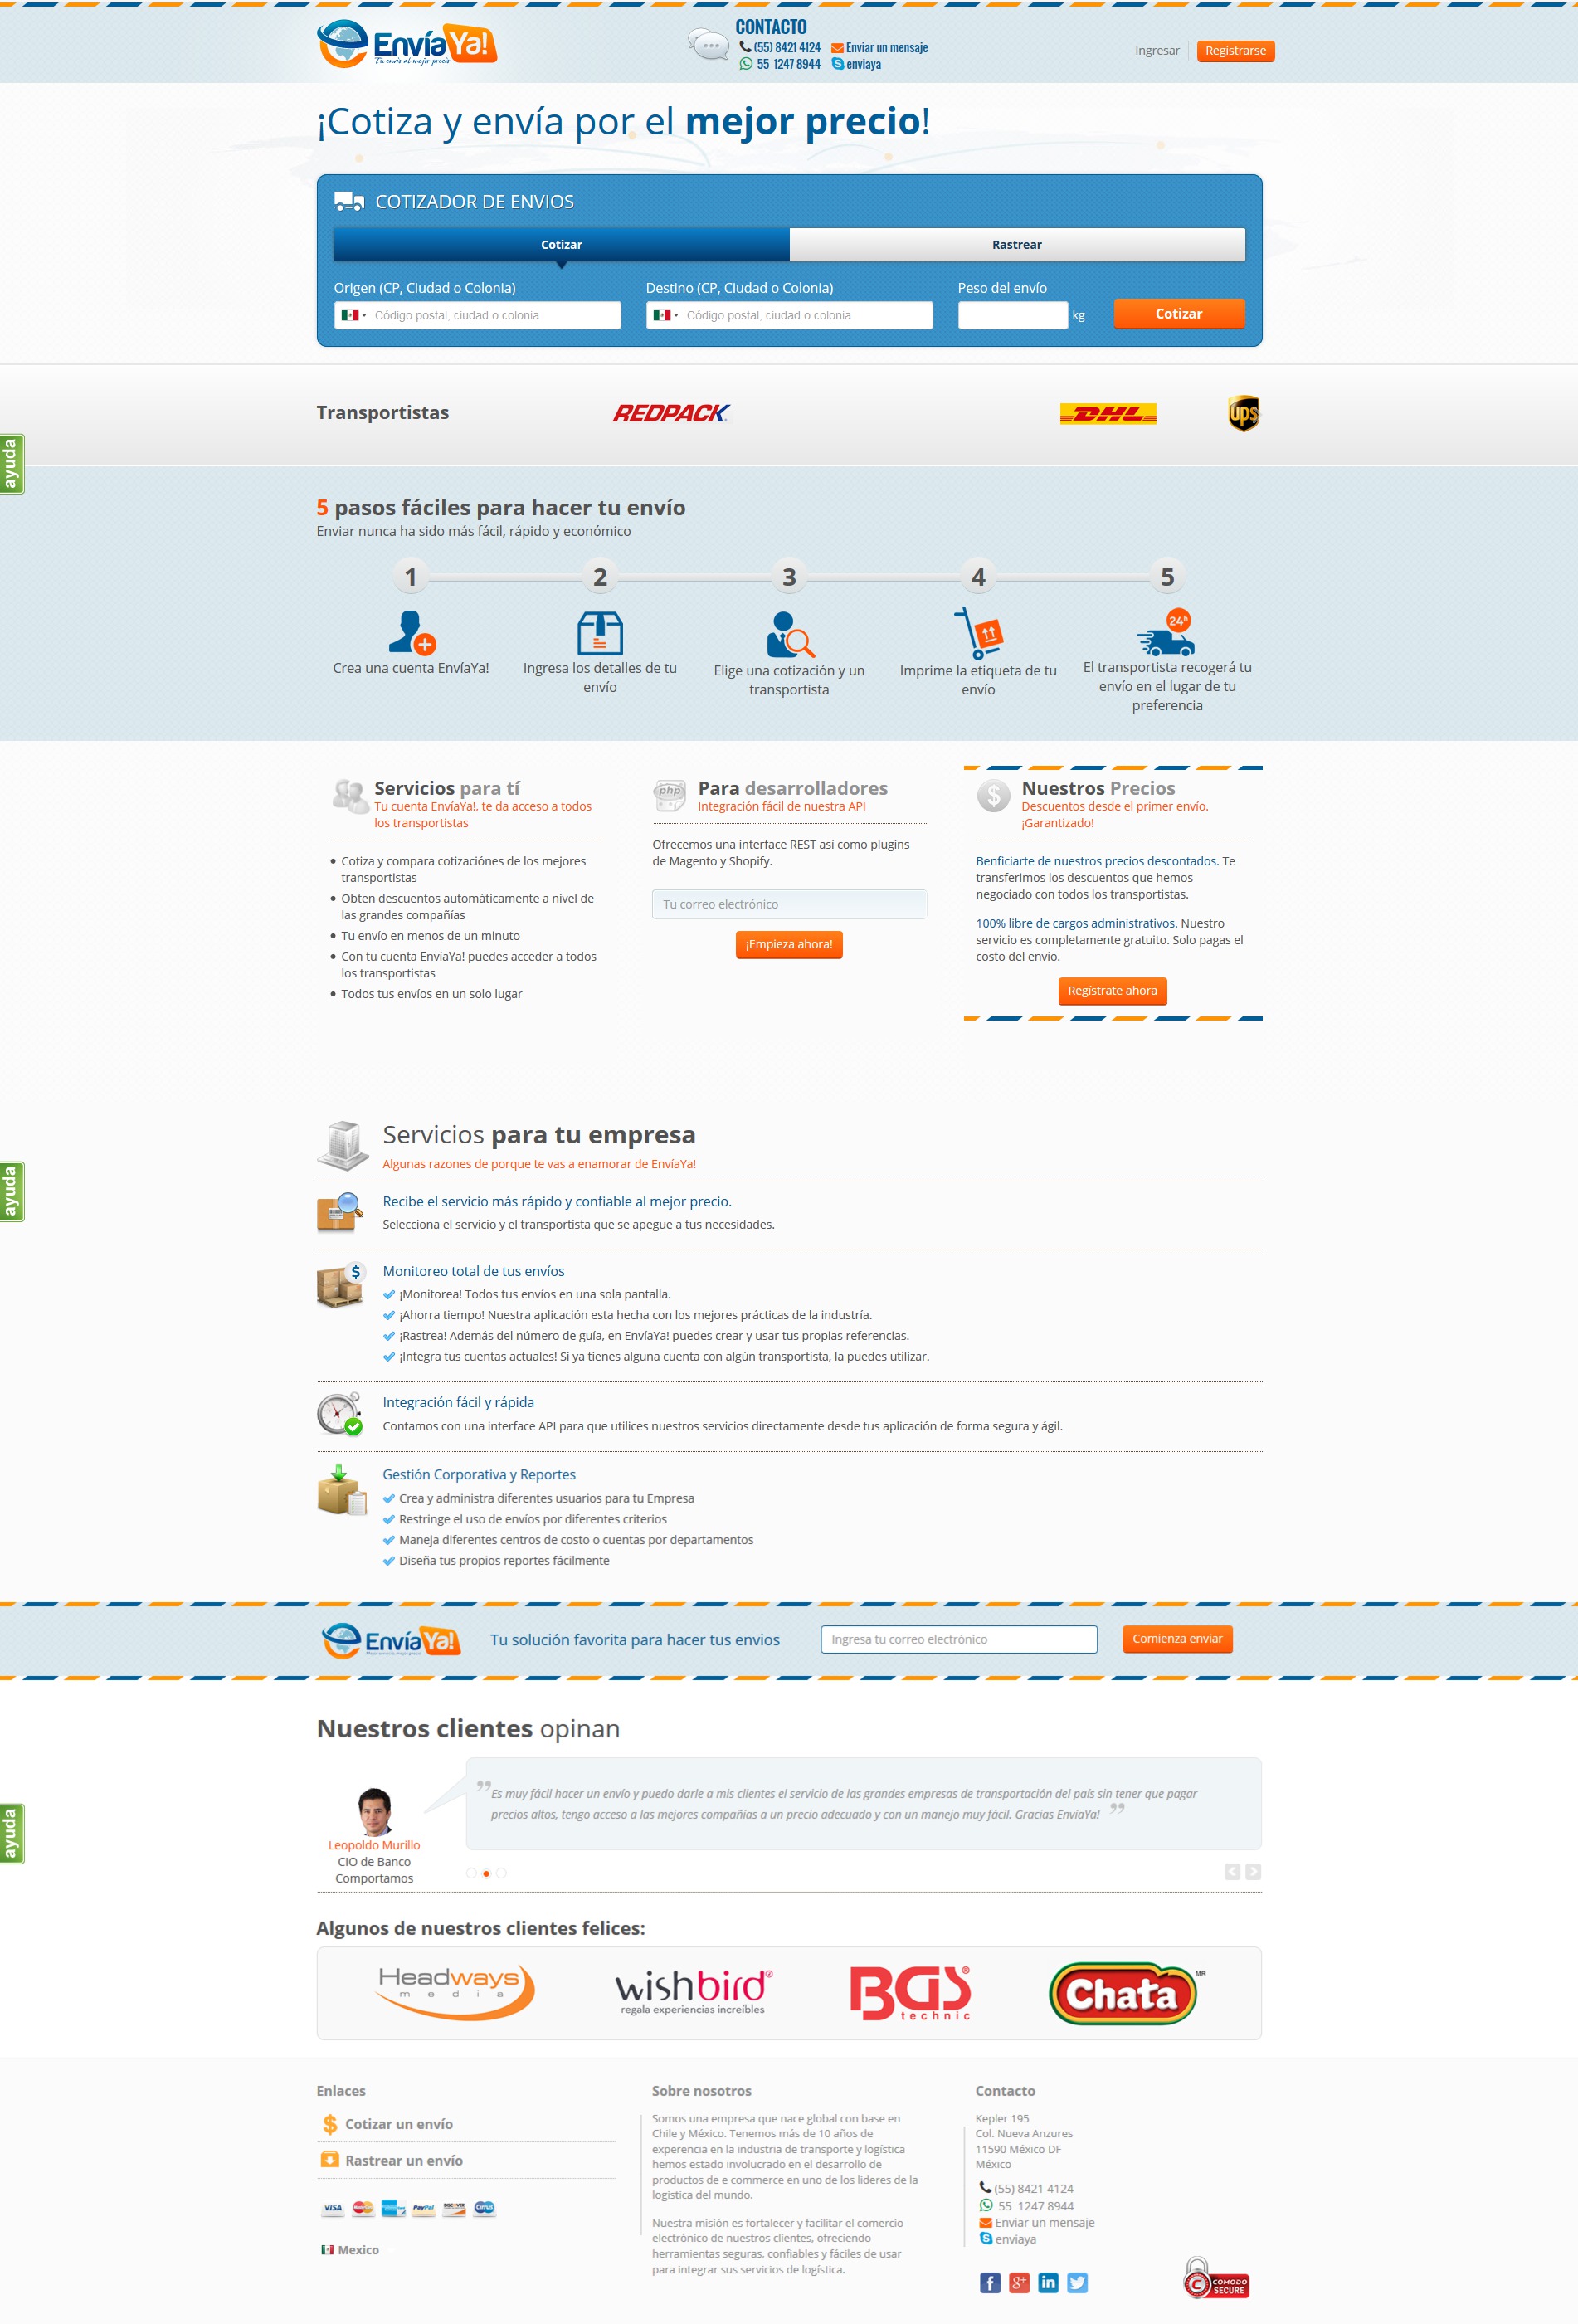 EnvíaYa!
Tu envío al mejor precio
CONTACTO
(55) 8421 4124
Enviar un mensaje
55 1247 8944
enviaya
Ingresar
Registrarse
¡Cotiza y envía por el mejor precio!
COTIZADOR DE ENVIOS
Cotizar
Rastrear
Origen (CP, Ciudad o Colonia)
Destino (CP, Ciudad o Colonia)
Peso del envío
Código postal, ciudad o colonia
Código postal, ciudad o colonia
kg
Cotizar
Transportistas
REDPACK
DHL
ups
ayuda
5 pasos fáciles para hacer tu envío
Enviar nunca ha sido más fácil, rápido y económico
1
2
3
4
5
24h
Crea una cuenta EnvíaYa!
Ingresa los detalles de tu
envío
Elige una cotización y un
transportista
Imprime la etiqueta de tu
envío
El transportista recogerá tu
envío en el lugar de tu
preferencia
Servicios para tí
Tu cuenta EnvíaYa!, te da acceso a todos
los transportistas
Cotiza y compara cotizaciónes de los mejores
transportistas
Obten descuentos automáticamente a nivel de
las grandes compañías
Tu envío en menos de un minuto
Con tu cuenta EnvíaYa! puedes acceder a todos
los transportistas
Todos tus envíos en un solo lugar
php
Para desarrolladores
Integración fácil de nuestra API
Ofrecemos una interface REST así como plugins
de Magento y Shopify.
Tu correo electrónico
¡Empieza ahora!
$
Nuestros Precios
Descuentos desde el primer envío.
¡Garantizado!
Benficiarte de nuestros precios descontados. Te
transferimos los descuentos que hemos
negociado con todos los transportistas.
100% libre de cargos administrativos. Nuestro
servicio es completamente gratuito. Solo pagas el
costo del envío.
Regístrate ahora
Servicios para tu empresa
Algunas razones de porque te vas a enamorar de EnvíaYa!
ayuda
Recibe el servicio más rápido y confiable al mejor precio.
Selecciona el servicio y el transportista que se apegue a tus necesidades.
$
Monitoreo total de tus envíos
¡Monitorea! Todos tus envíos en una sola pantalla.
¡Ahorra tiempo! Nuestra aplicación esta hecha con los mejores prácticas de la industría.
¡Rastrea! Además del número de guía, en EnvíaYa! puedes crear y usar tus propias referencias.
¡Integra tus cuentas actuales! Si ya tienes alguna cuenta con algún transportista, la puedes utilizar.
Integración fácil y rápida
Contamos con una interface API para que utilices nuestros servicios directamente desde tus aplicación de forma segura y ágil.
Gestión Corporativa y Reportes
Crea y administra diferentes usuarios para tu Empresa
Restringe el uso de envíos por diferentes criterios
Maneja diferentes centros de costo o cuentas por departamentos
Diseña tus propios reportes fácilmente
EnvíaYa!
Tu solución favorita para hacer tus envios
Ingresa tu correo electrónico
Comienza enviar
Nuestros clientes opinan
ayuda
” Es muy fácil hacer un envío y puedo darle a mis clientes el servicio de las grandes empresas de transportación del país sin tener que pagar
precios altos, tengo acceso a las mejores compañías a un precio adecuado y con un manejo muy fácil. Gracias EnvíaYa! ”
Leopoldo Murillo
CIO de Banco
Comportamos
Algunos de nuestros clientes felices:
Headways
media
wishbird®
regala experiencias increíbles
BGS®
technic
Chata MR
Enlaces
Cotizar un envío
Rastrear un envío
VISA
MasterCard
PayPal
DISCOVER
Cirrus
Mexico
Sobre nosotros
Somos una empresa que nace global con base en
Chile y México. Tenemos más de 10 años de
experencia en la industria de transporte y logística
hemos estado involucrado en el desarrollo de
productos de e commerce en uno de los lideres de la
logistica del mundo.
Nuestra misión es fortalecer y facilitar el comercio
electrónico de nuestros clientes, ofreciendo
herramientas seguras, confiables y fáciles de usar
para integrar sus servicios de logística.
Contacto
Kepler 195
Col. Nueva Anzures
11590 México DF
México
(55) 8421 4124
55 1247 8944
Enviar un mensaje
enviaya
f
g+
in
C
COMODO
SECURE